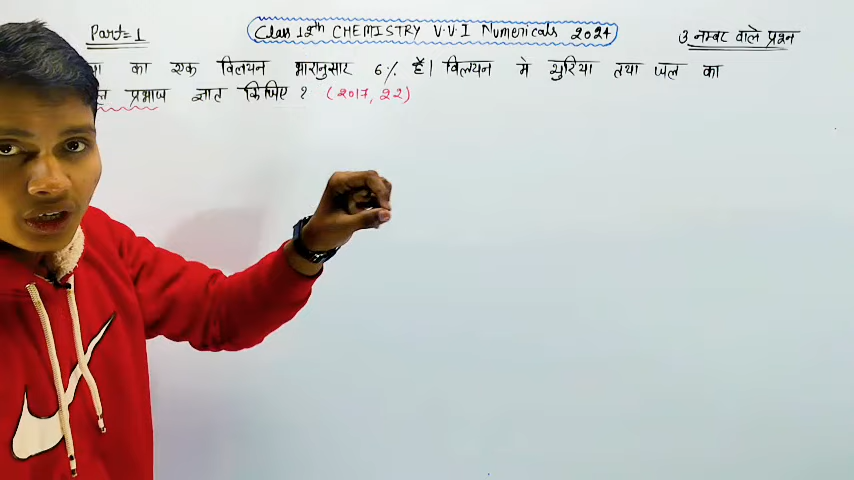 Part=1
Class 12th CHEMISTRY V.V.I Numericals 2024
3 नम्बर वाले प्रश्न
का एक विलयन भारानुसार 6% है। विलयन मे यूरिया तथा जल का
प्रभाज ज्ञात किजिए ? (2017, 22)